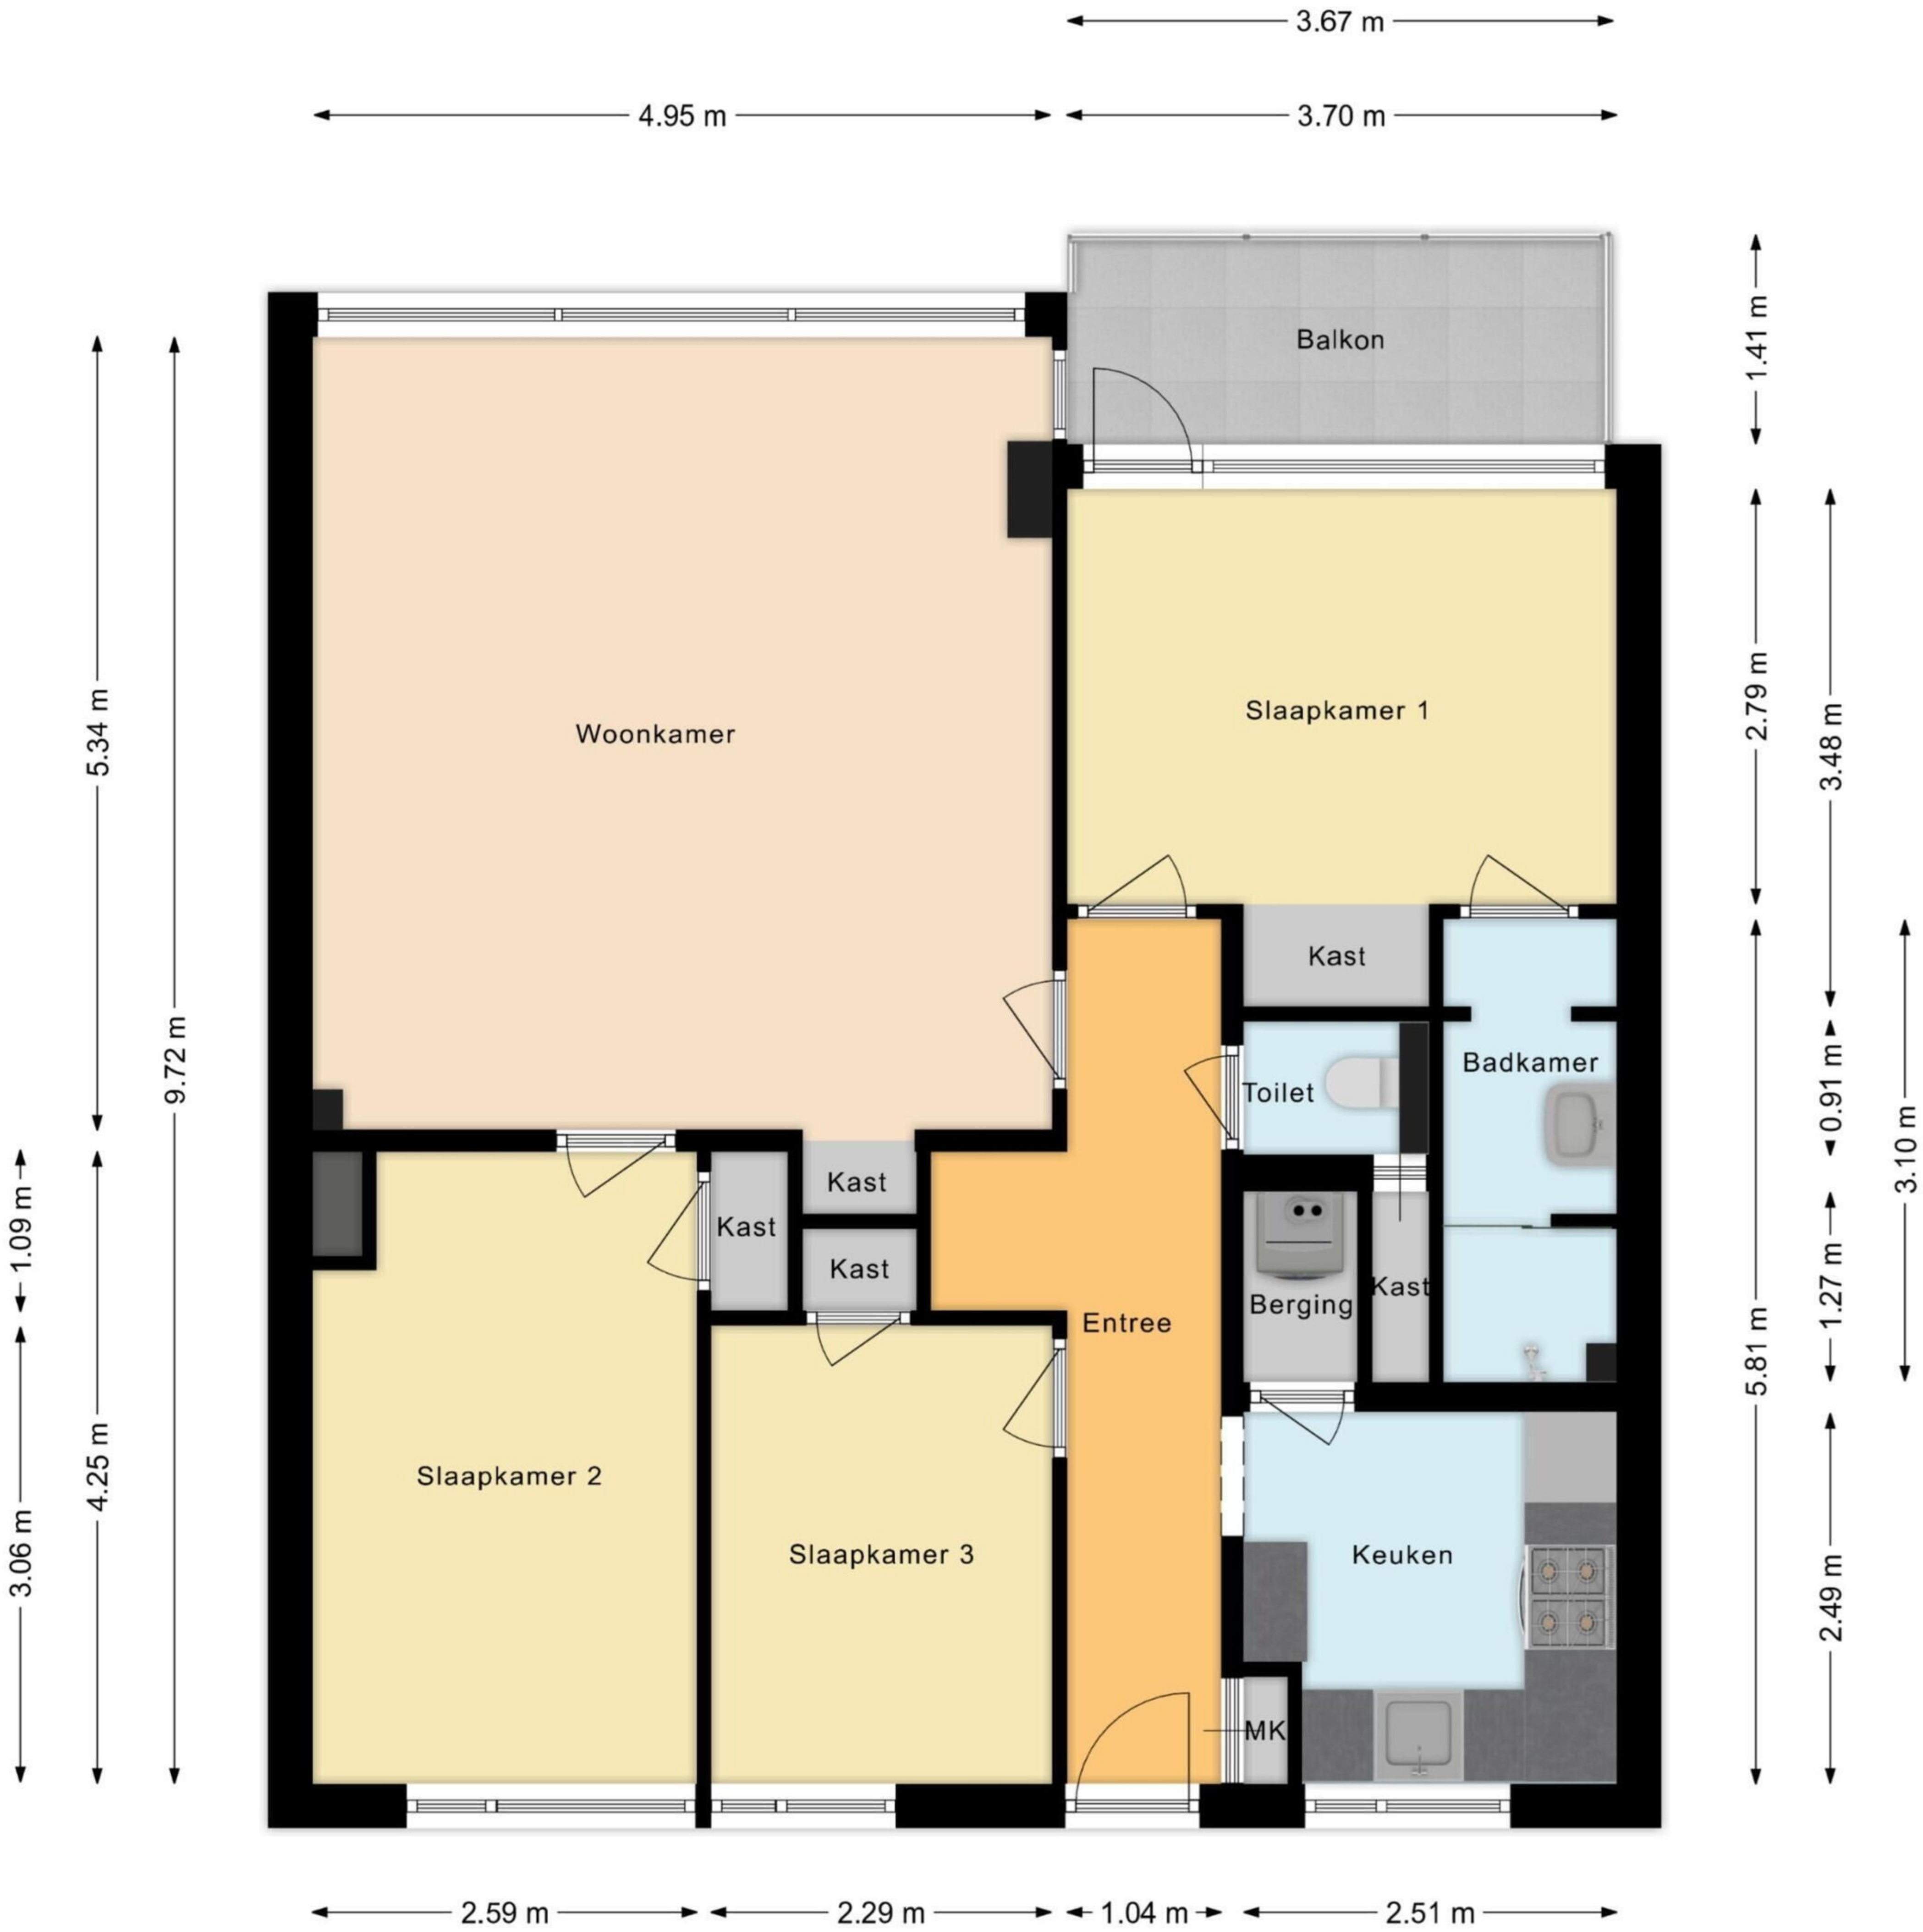 3.67 m
4.95 m
3.70 m
Balkon
1.41 m
Woonkamer
Slaapkamer 1
5.34 m
9.72 m
2.79 m
3.48 m
Kast
Badkamer
Toilet
0.91 m
3.10 m
Kast
Kast
Kast
Kast
Berging
Entree
1.09 m
1.27 m
5.81 m
4.25 m
3.06 m
Slaapkamer 2
Slaapkamer 3
Keuken
2.49 m
MK
2.59 m
2.29 m
1.04 m
2.51 m